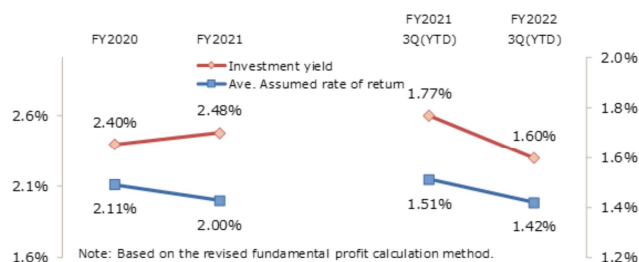 FY2021 FY2022
FY2020 FY2021 3Q(YTD) 3Q(YTD)
2.0%
Investment yield
Ave. Assumed rate of return
1.77%
2.6% 2.40% 2.48% 1.8%
1.60%
1.6%
2.1%
2.11% 2.00% 1.51% 1.42% 1.4%
1.6% Note: Based on the revised fundamental profit calculation method. 1.2%